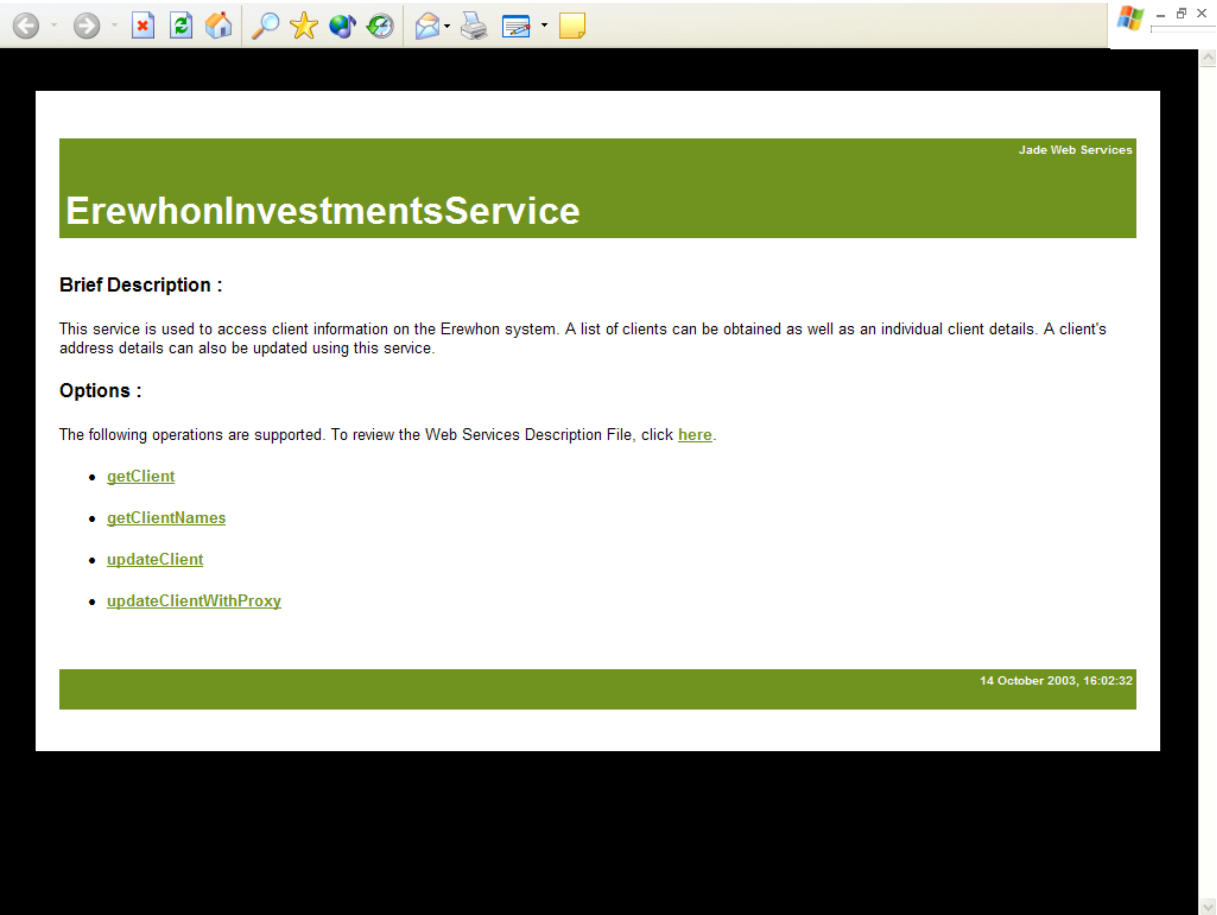 Jade Web Services
ErewhonInvestmentsService
Brief Description :
This service is used to access client information on the Erewhon system. A list of clients can be obtained as well as an individual client details. A client's
address details can also be updated using this service.
Options :
The following operations are supported. To review the Web Services Description File, click here.
getClient
getClientNames
updateClient
updateClientWithProxy
14 October 2003, 16:02:32